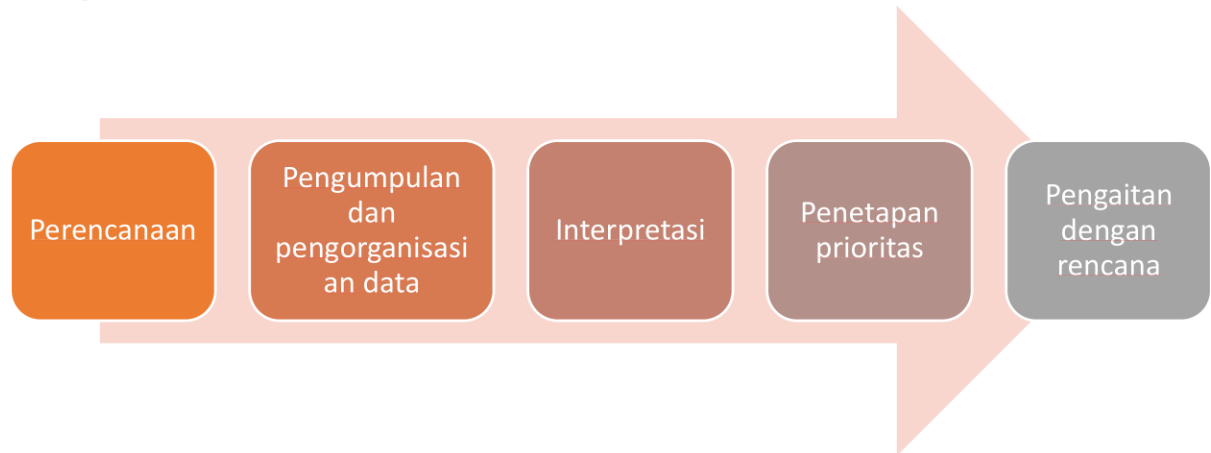 Perencanaan
Pengumpulan
dan
pengorganisasi
an data
Interpretasi
Penetapan
prioritas
Pengaitan
dengan
rencana